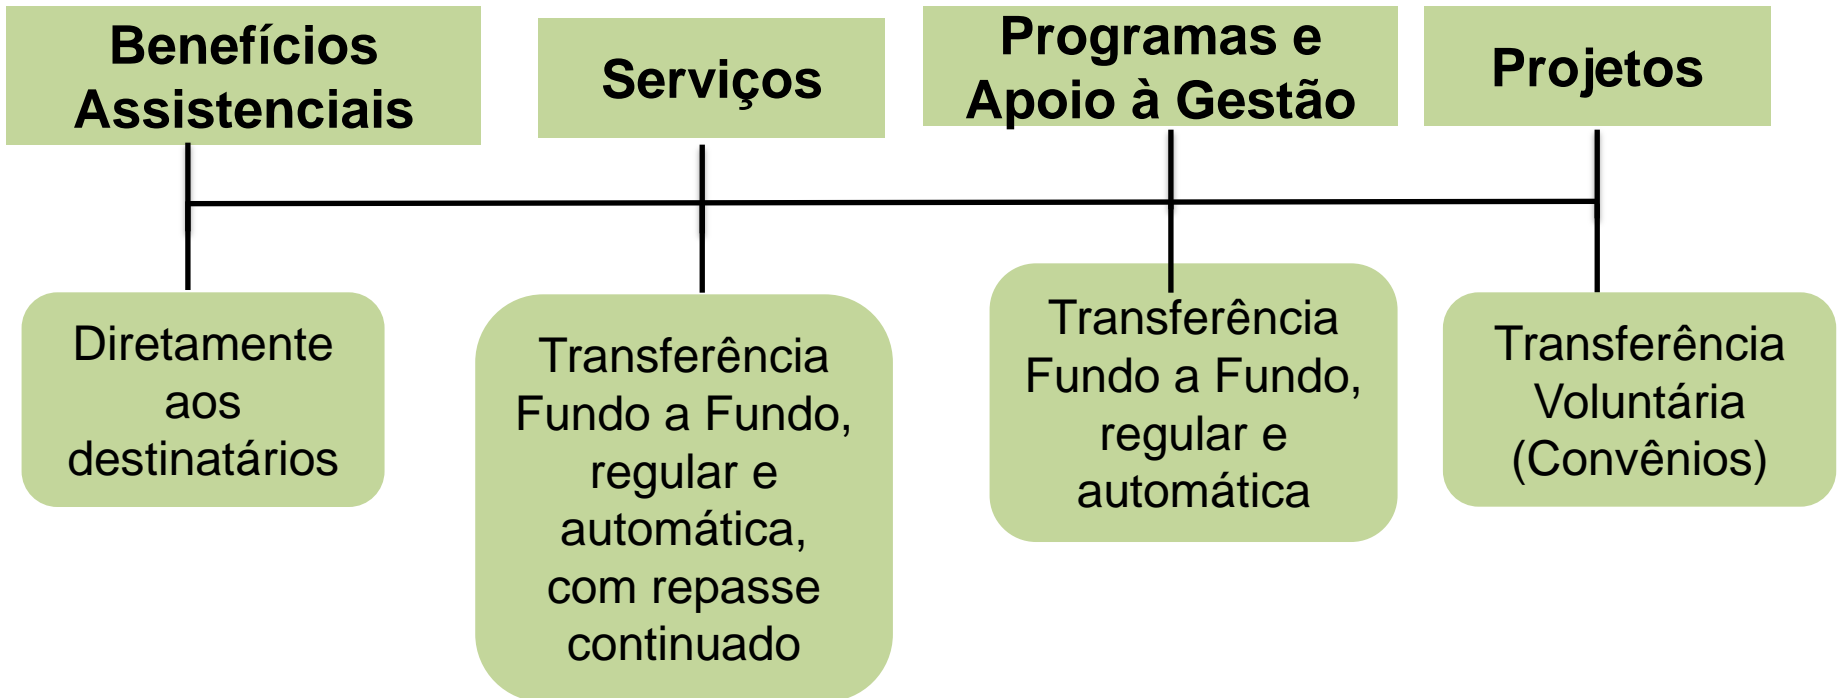 Benefícios
Assistenciais
Serviços
Programas e
Apoio à Gestão
Projetos
Diretamente
aos
destinatários
Transferência
Fundo a Fundo,
regular e
automática,
com repasse
continuado
Transferência
Fundo a Fundo,
regular e
automática
Transferência
Voluntária
(Convênios)